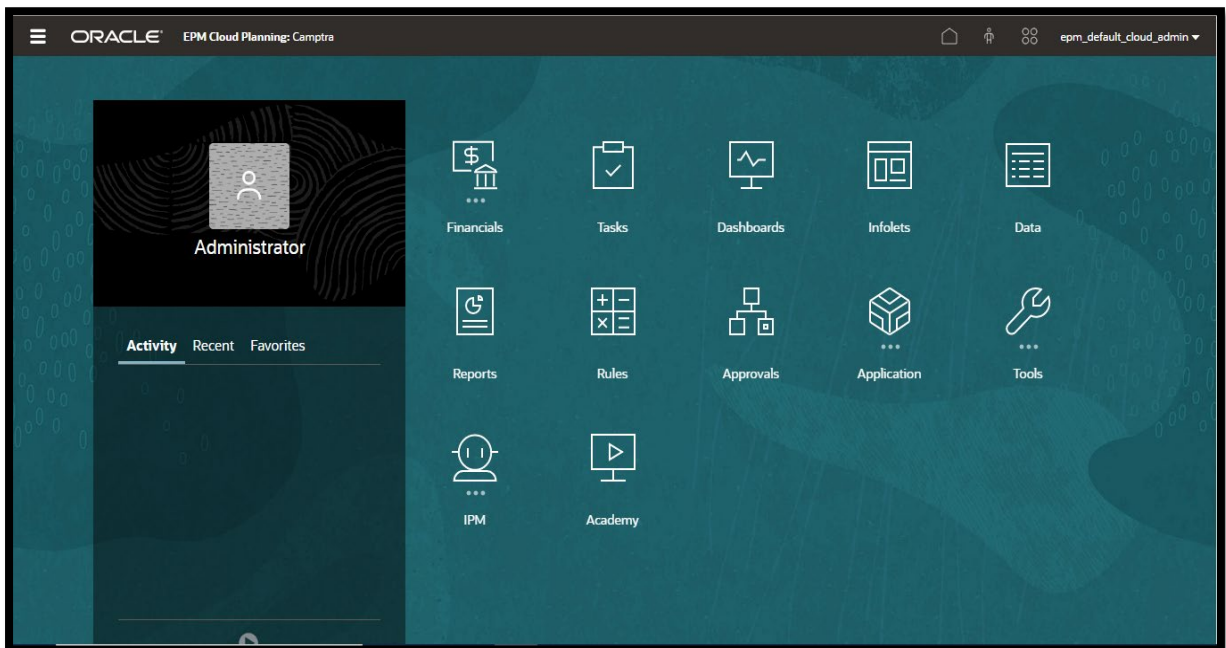 ORACLE EPM Cloud Planning: Camptra epm_default_cloud_admin
Administrator
Activity Recent Favorites
Financials Tasks Dashboards Infolets Data
Reports Rules Approvals Application Tools
IPM Academy